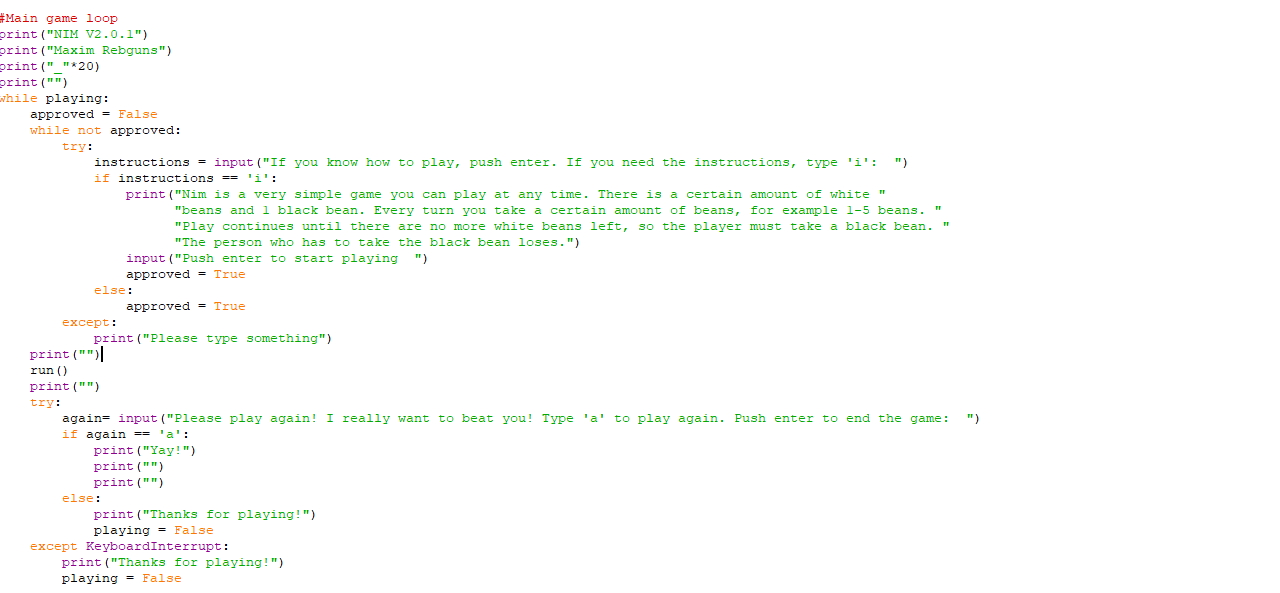 #Main game loop
print("NIM V2.0.1")
print("Maxim Rebguns")
print("_"*20)
print("")
while playing:
    approved = False
    while not approved:
        try:
            instructions = input("If you know how to play, push enter. If you need the instructions, type 'i':  ")
            if instructions == 'i':
                print("Nim is a very simple game you can play at any time. There is a certain amount of white "
                      "beans and 1 black bean. Every turn you take a certain amount of beans, for example 1-5 beans. "
                      "Play continues until there are no more white beans left, so the player must take a black bean. "
                      "The person who has to take the black bean loses.")
                input("Push enter to start playing  ")
                approved = True
            else:
                approved = True
        except:
            print("Please type something")
    print("")
    run()
    print("")
    try:
        again= input("Please play again! I really want to beat you! Type 'a' to play again. Push enter to end the game:  ")
        if again == 'a':
            print("Yay!")
            print("")
            print("")
        else:
            print("Thanks for playing!")
            playing = False
    except KeyboardInterrupt:
        print("Thanks for playing!")
        playing = False